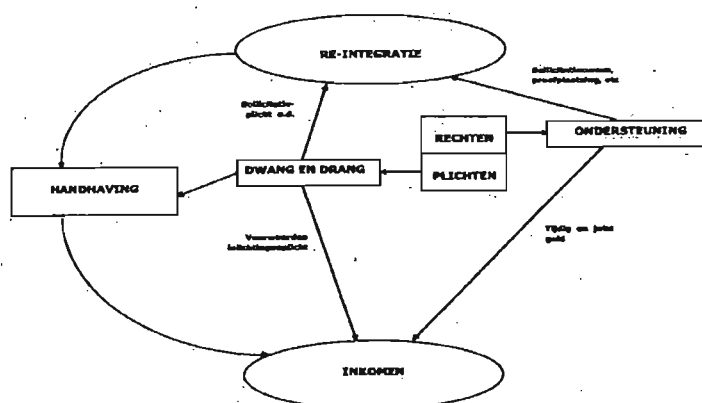 RE-INTEGRATIE
Sollicitatie-
plicht e.d.
proefplaatsing, etc
RECHTEN
ONDERSTEUNING
HANDHAVING
DWANG EN DRANG
PLICHTEN
Voorwaarden
inlichtingenplicht
Tijdig en juist
geld
INKOMEN